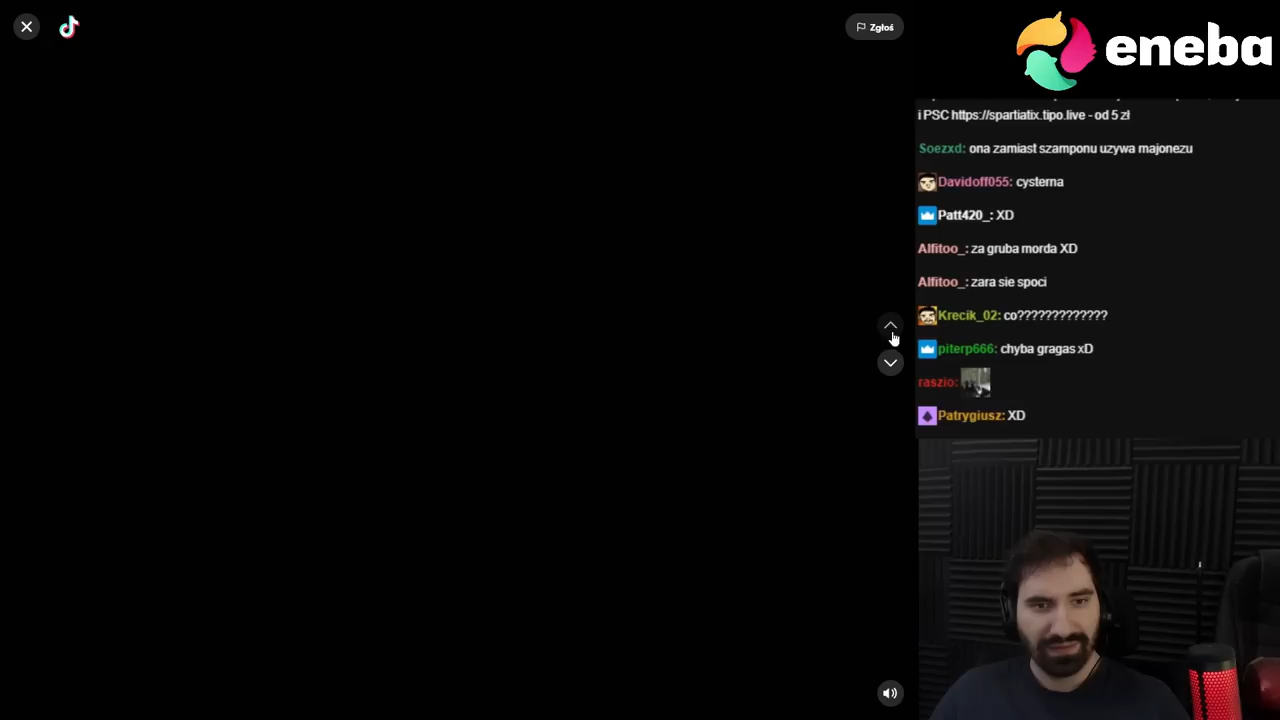 Zgłoś
eneba
i PSC https://spartiatix.tipo.live - od 5 zł
Soezxd: ona zamiast szamponu uzywa majonezu
Davidoff055: cysterna
Patt420_: XD
Alfitoo_: za gruba morda XD
Alfitoo_: zara sie spoci
Krecik_02: co?????????????
piterp666: chyba gragas xD
raszio:
Patrygiusz: XD